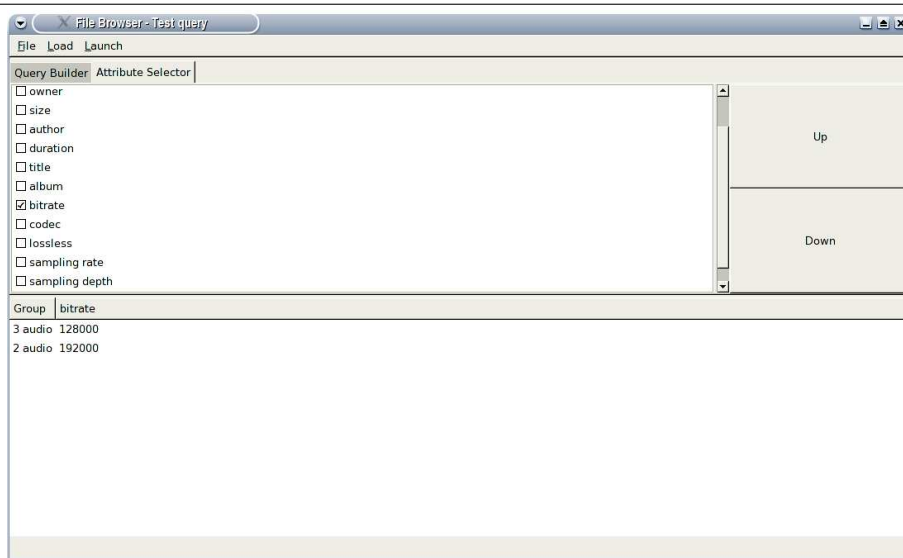 File Browser - Test query
File Load Launch
Query Builder Attribute Selector
owner
size
author
duration
title
album
bitrate
codec
lossless
sampling rate
sampling depth
Up
Down
Group bitrate
3 audio 128000
2 audio 192000